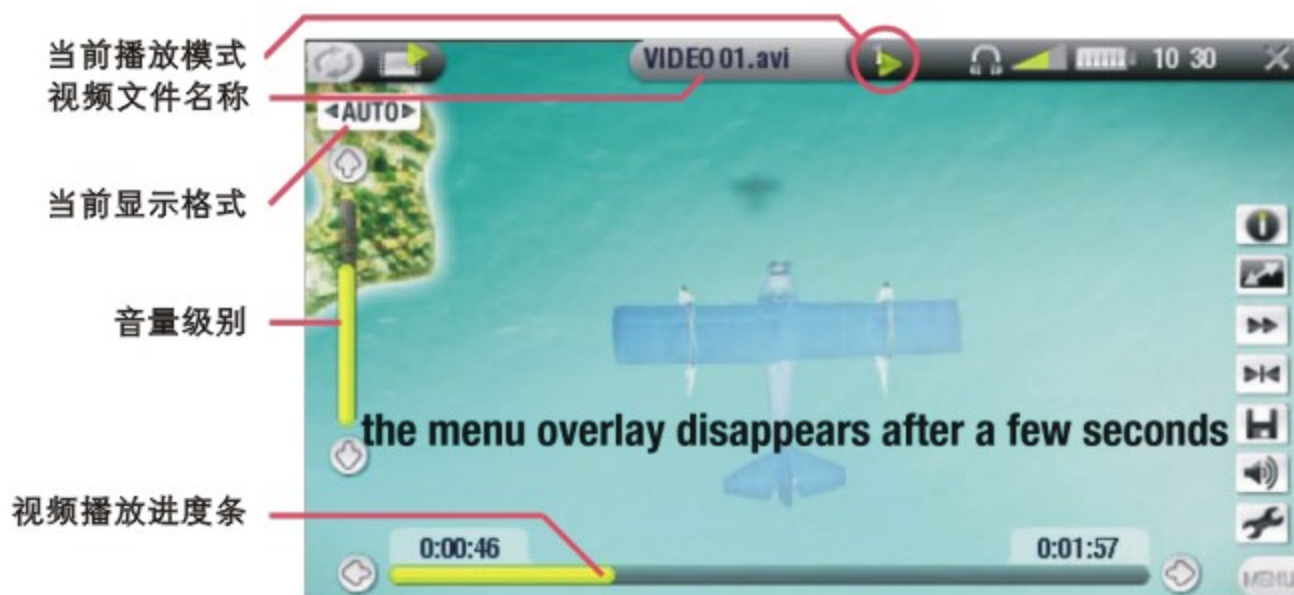 当前播放模式
视频文件名称
当前显示格式
音量级别
视频播放进度条
VIDEO 01.avi
1
10 30
AUTO
the menu overlay disappears after a few seconds
0:00:46
0:01:57
MENU